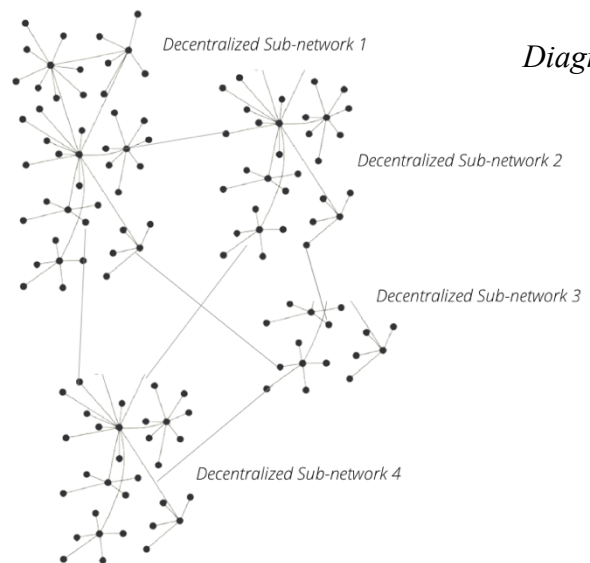 Decentralized Sub-network 1
Decentralized Sub-network 2
Decentralized Sub-network 3
Decentralized Sub-network 4